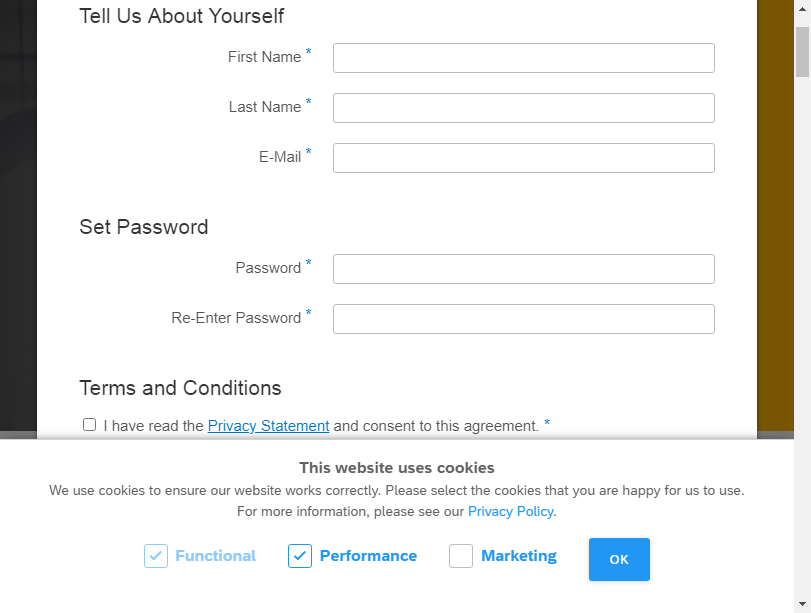 Tell Us About Yourself
First Name *
Last Name *
E-Mail *
Set Password
Password *
Re-Enter Password *
Terms and Conditions
I have read the Privacy Statement and consent to this agreement. *
This website uses cookies
We use cookies to ensure our website works correctly. Please select the cookies that you are happy for us to use.
For more information, please see our Privacy Policy.
Functional Performance Marketing OK